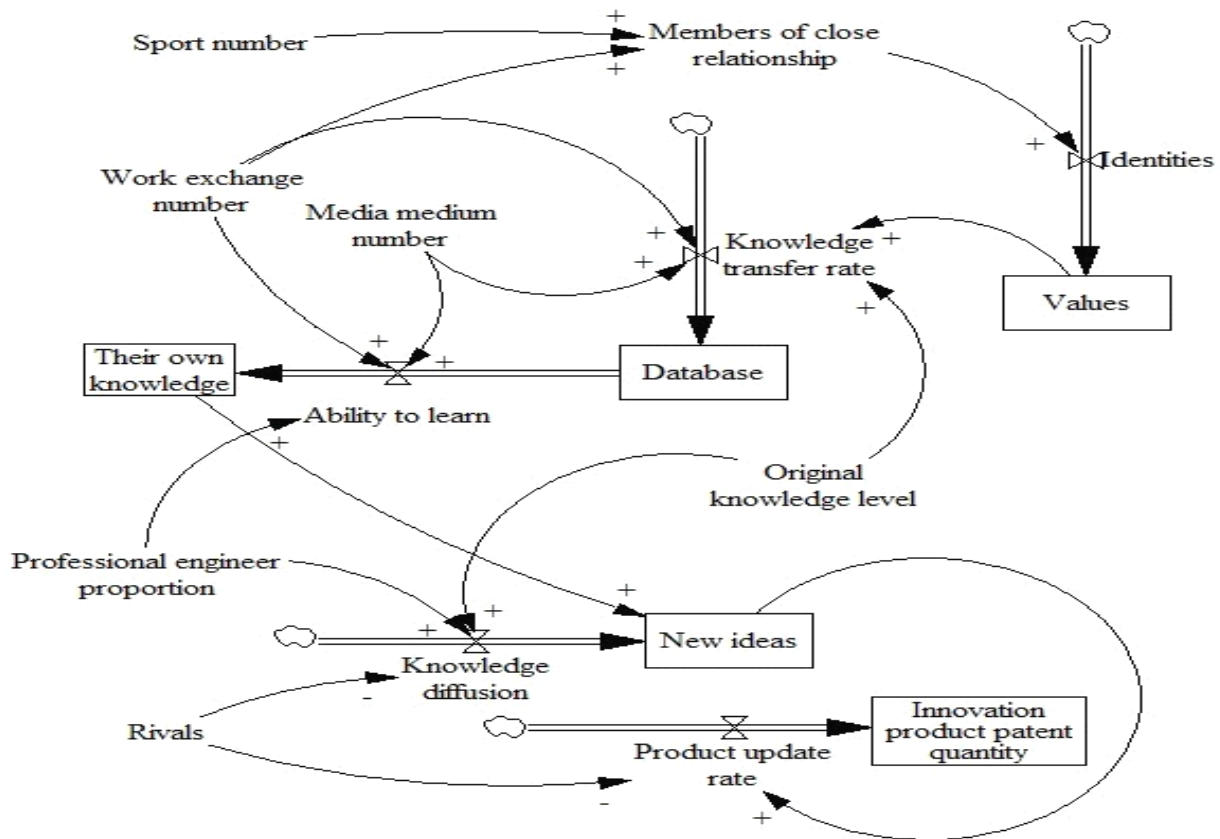 Sport number
Members of close
relationship
Identities
Work exchange
number
Media medium
number
Knowledge
transfer rate
Values
Their own
knowledge
Database
Ability to learn
Original
knowledge level
Professional engineer
proportion
New ideas
Knowledge
diffusion
Rivals
Innovation
product patent
quantity
Product update
rate
+
+
+
+
+
+
+
+
+
+
+
+
+
-
-
+